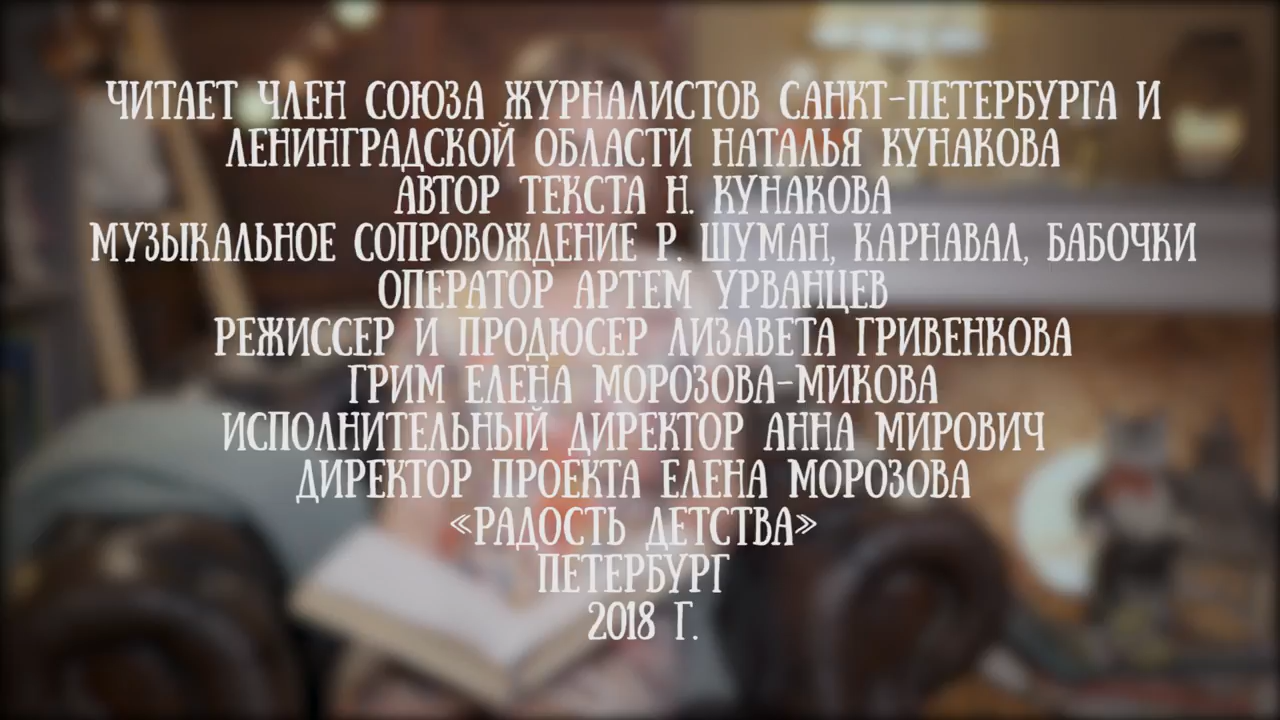 ЧИТАЕТ ЧЛЕН СОЮЗА ЖУРНАЛИСТОВ САНКТ-ПЕТЕРБУРГА И
ЛЕНИНГРАДСКОЙ ОБЛАСТИ НАТАЛЬЯ КУНАКОВА
АВТОР ТЕКСТА Н. КУНАКОВА
МУЗЫКАЛЬНОЕ СОПРОВОЖДЕНИЕ Р. ШУМАН, КАРНАВАЛ, БАБОЧКИ
ОПЕРАТОР АРТЕМ УРВАНЦЕВ
РЕЖИССЕР И ПРОДЮСЕР ЛИЗАВЕТА ГРИВЕНКОВА
ГРИМ ЕЛЕНА МОРОЗОВА-МИКОВА
ИСПОЛНИТЕЛЬНЫЙ ДИРЕКТОР АННА МИРОВИЧ
ДИРЕКТОР ПРОЕКТА ЕЛЕНА МОРОЗОВА
«РАДОСТЬ ДЕТСТВА»
ПЕТЕРБУРГ
2018 Г.